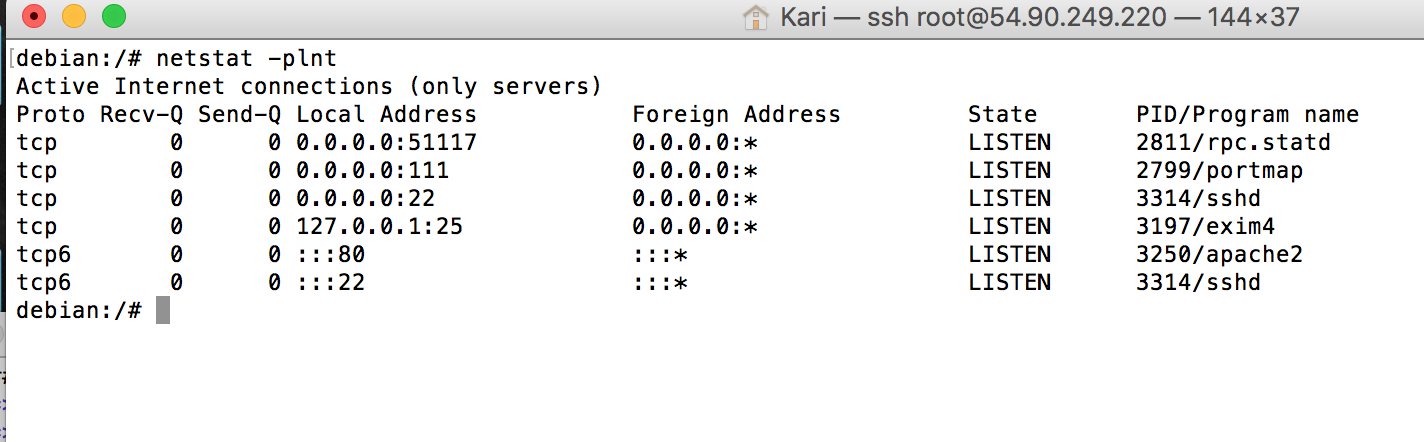 Kari — ssh root@54.90.249.220 — 144×37
[debian:/# netstat -plnt
Active Internet connections (only servers)
Proto Recv-Q Send-Q Local Address           Foreign Address         State       PID/Program name
tcp        0      0 0.0.0.0:51117           0.0.0.0:*               LISTEN      2811/rpc.statd
tcp        0      0 0.0.0.0:111             0.0.0.0:*               LISTEN      2799/portmap
tcp        0      0 0.0.0.0:22              0.0.0.0:*               LISTEN      3314/sshd
tcp        0      0 127.0.0.1:25            0.0.0.0:*               LISTEN      3197/exim4
tcp6       0      0 :::80                   :::*                    LISTEN      3250/apache2
tcp6       0      0 :::22                   :::*                    LISTEN      3314/sshd
debian:/#